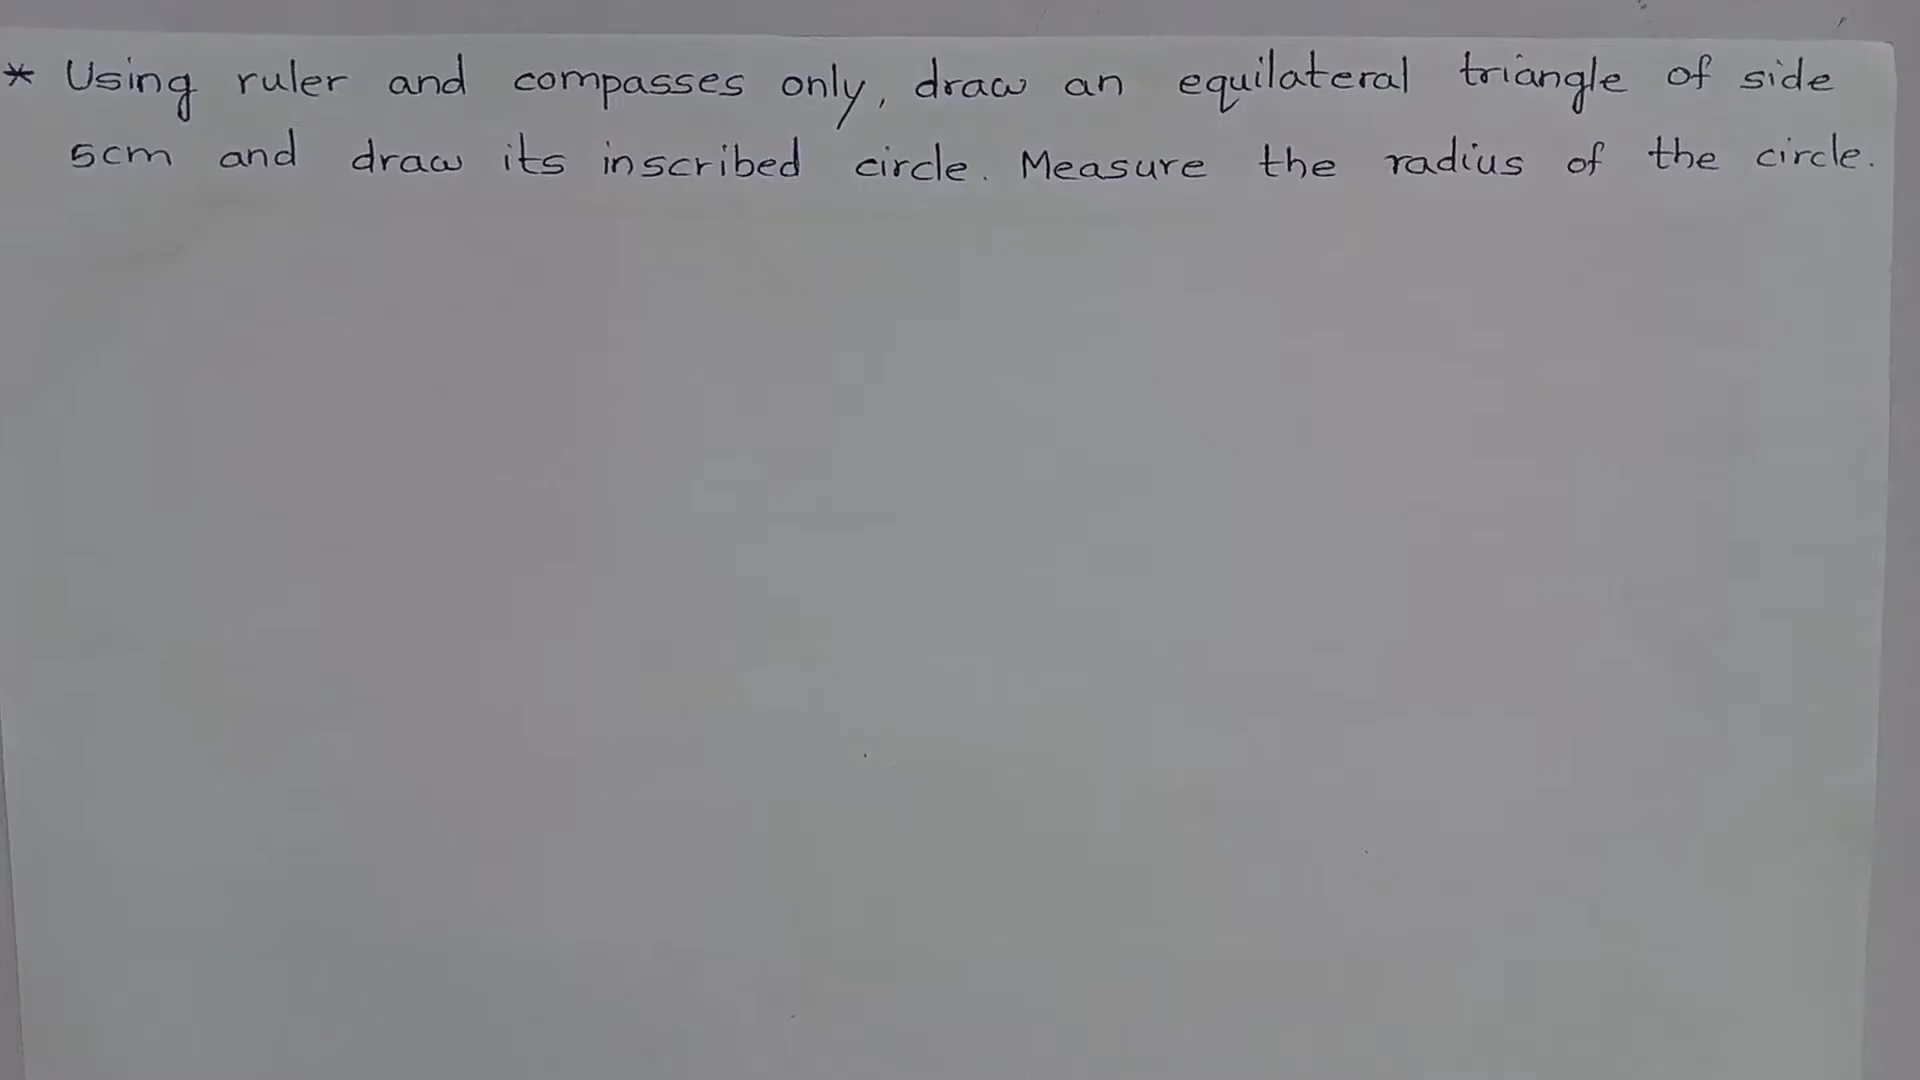 * Using ruler and compasses only, draw an equilateral triangle of side
5cm and draw its inscribed circle. Measure the radius of the circle.